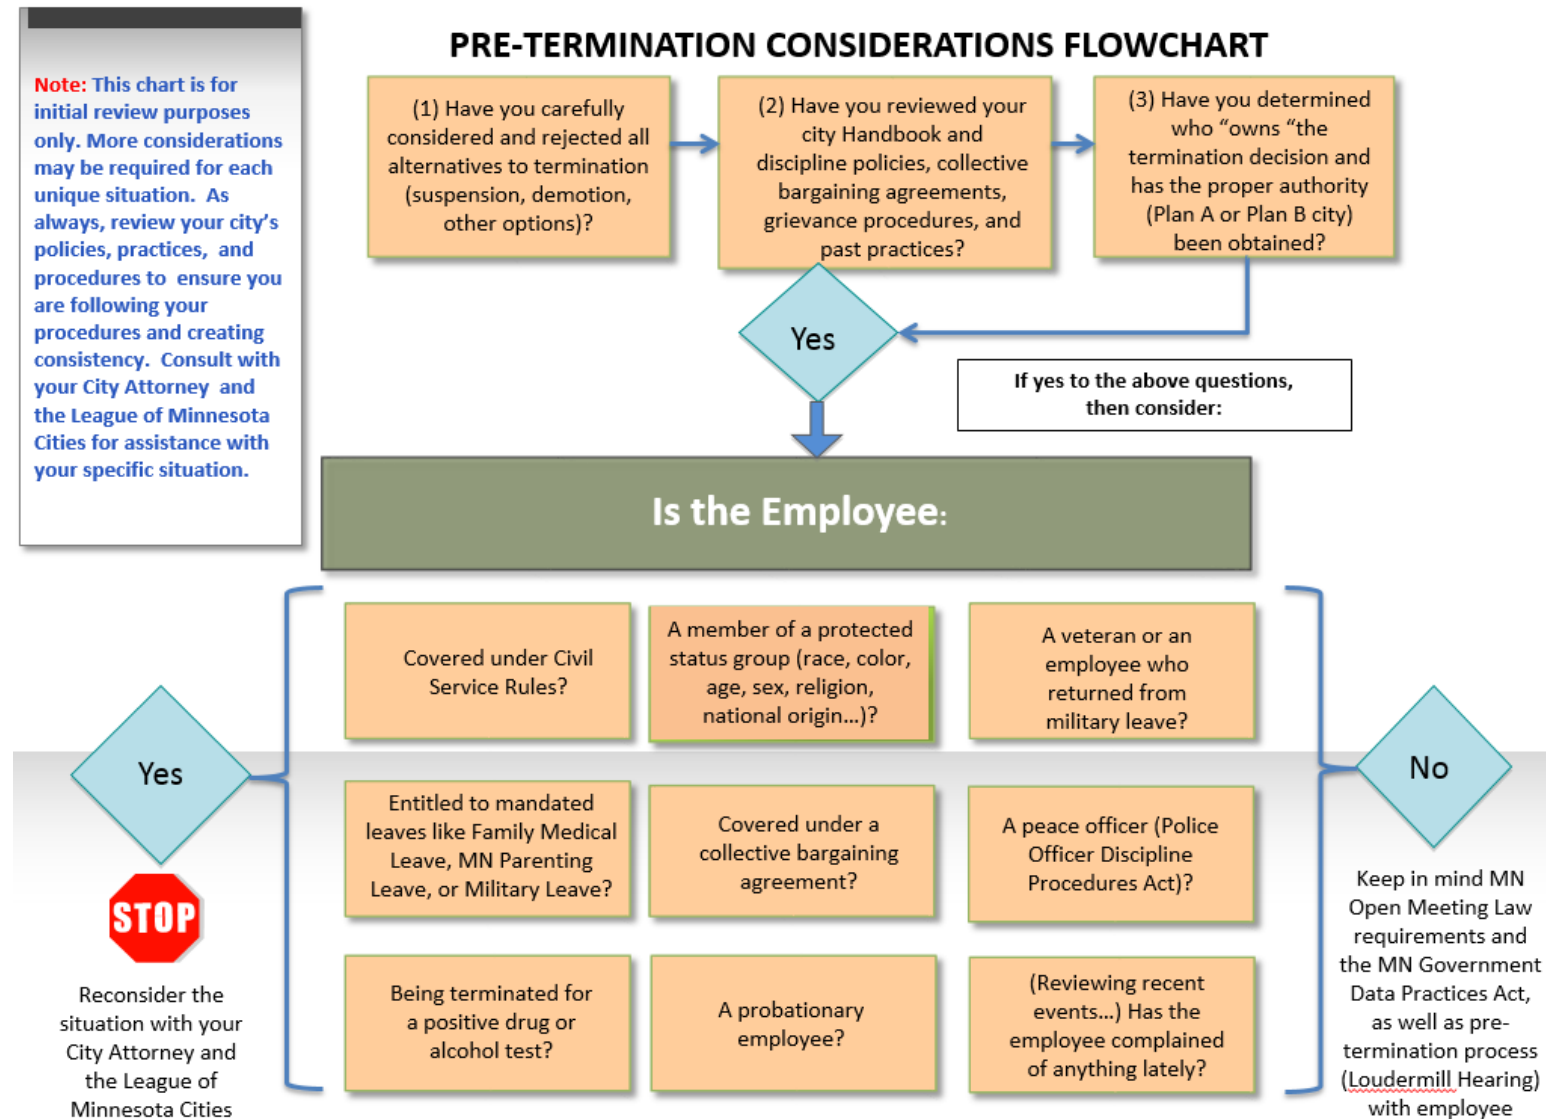 PRE-TERMINATION CONSIDERATIONS FLOWCHART
Note: This chart is for
initial review purposes
only. More considerations
may be required for each
unique situation. As
always, review your city's
policies, practices, and
procedures to ensure you
are following your
procedures and creating
consistency. Consult with
your City Attorney and
the League of Minnesota
Cities for assistance with
your specific situation.
(1) Have you carefully
considered and rejected all
alternatives to termination
(suspension, demotion,
other options)?
(2) Have you reviewed your
city Handbook and
discipline policies, collective
bargaining agreements,
grievance procedures, and
past practices?
(3) Have you determined
who “owns “the
termination decision and
has the proper authority
(Plan A or Plan B city)
been obtained?
Yes
If yes to the above questions,
then consider:
Is the Employee:
Covered under Civil
Service Rules?
A member of a protected
status group (race, color,
age, sex, religion,
national origin…)?
A veteran or an
employee who
returned from
military leave?
Entitled to mandated
leaves like Family Medical
Leave, MN Parenting
Leave, or Military Leave?
Covered under a
collective bargaining
agreement?
A peace officer (Police
Officer Discipline
Procedures Act)?
Being terminated for
a positive drug or
alcohol test?
A probationary
employee?
(Reviewing recent
events…) Has the
employee complained
of anything lately?
Yes
STOP
Reconsider the
situation with your
City Attorney and
the League of
Minnesota Cities
No
Keep in mind MN
Open Meeting Law
requirements and
the MN Government
Data Practices Act,
as well as pre-
termination process
(Loudermill Hearing)
with employee